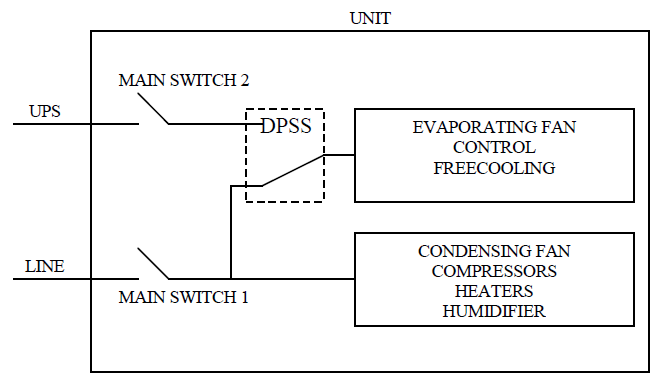 UNIT
MAIN SWITCH 2
UPS
DPSS
EVAPORATING FAN
CONTROL
FREECOOLING
LINE
MAIN SWITCH 1
CONDENSING FAN
COMPRESSORS
HEATERS
HUMIDIFIER